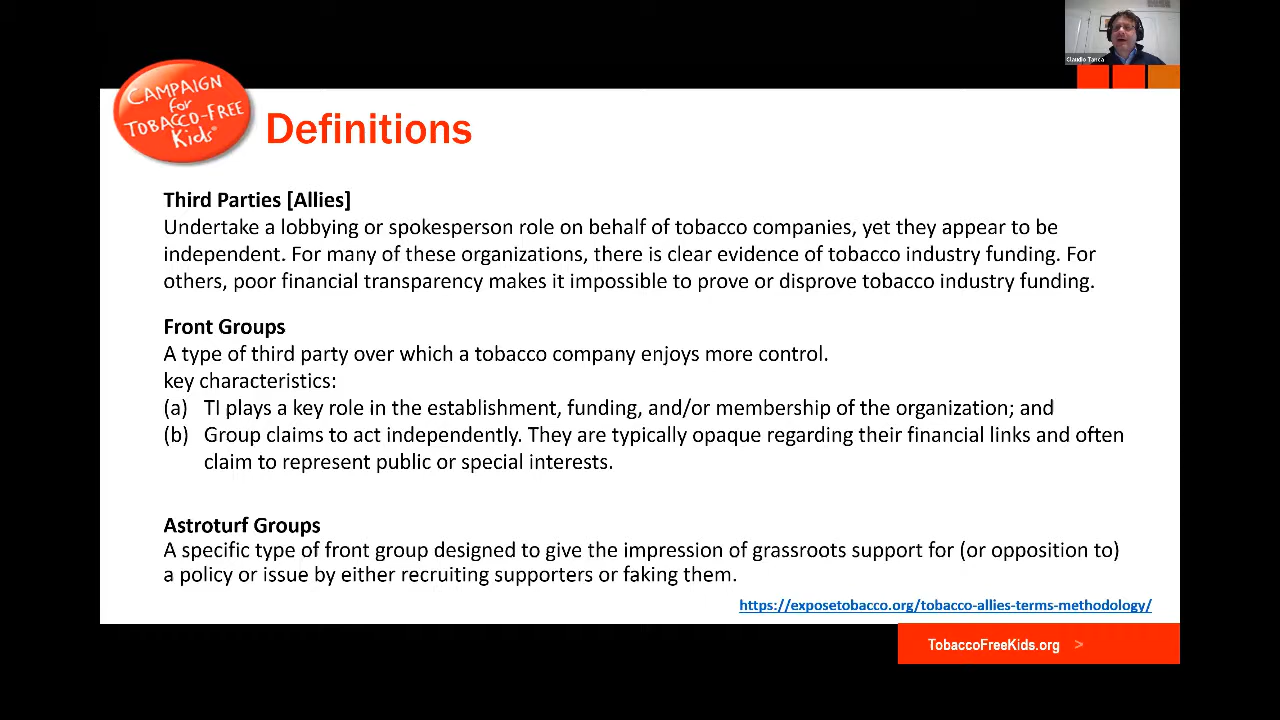 Claudio Tanca
CAMPAIGN
for
TOBACCO-FREE
Kids®
Definitions
Third Parties [Allies]
Undertake a lobbying or spokesperson role on behalf of tobacco companies, yet they appear to be
independent. For many of these organizations, there is clear evidence of tobacco industry funding. For
others, poor financial transparency makes it impossible to prove or disprove tobacco industry funding.
Front Groups
A type of third party over which a tobacco company enjoys more control.
key characteristics:
(a) TI plays a key role in the establishment, funding, and/or membership of the organization; and
(b) Group claims to act independently. They are typically opaque regarding their financial links and often
claim to represent public or special interests.
Astroturf Groups
A specific type of front group designed to give the impression of grassroots support for (or opposition to)
a policy or issue by either recruiting supporters or faking them.
https://exposetobacco.org/tobacco-allies-terms-methodology/
TobaccoFreeKids.org >